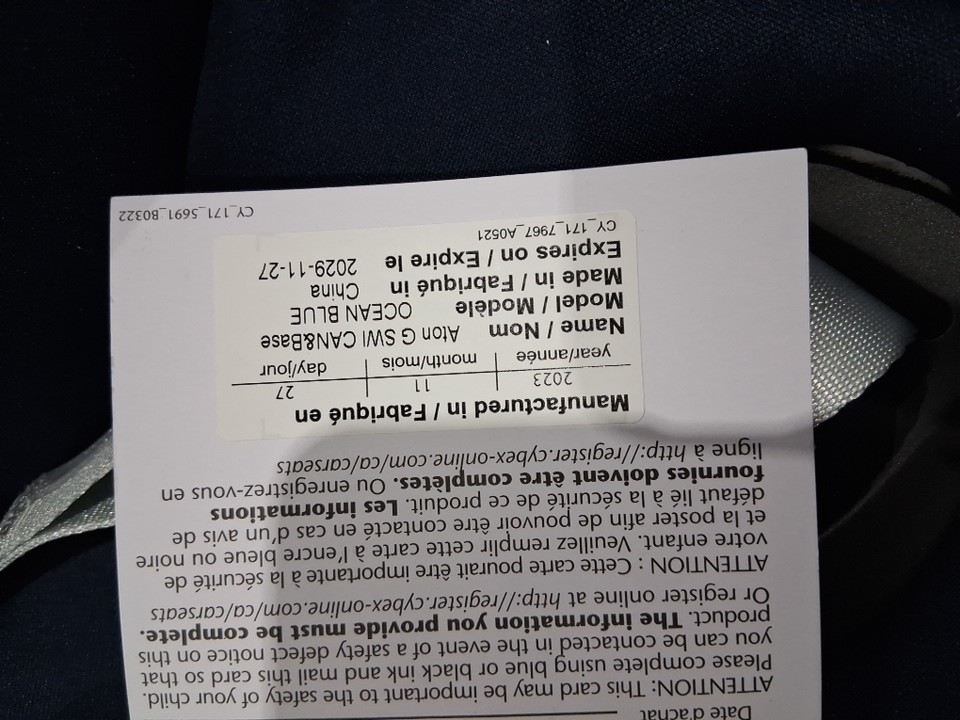 Date d'achat
ATTENTION: This card may be important to the safety of your child.
Please complete using blue or black ink and mail this card so that
you can be contacted in the event of a safety defect notice on this
product. The information you provide must be complete.
Or register online at http://register.cybex-online.com/ca/carseats
ATTENTION : Cette carte pourait être importante à la sécurité de
votre enfant. Veuillez remplir cette carte à l'encre bleue ou noire
et la poster afin de pouvoir être contacté en cas d'un avis de
défaut lié à la sécurité de ce produit. Les informations
fournies doivent être complètes. Ou enregistrez-vous en
ligne à http://register.cybex-online.com/ca/carseats
Manufactured in / Fabriqué en
2023 11 27
year/année month/mois day/jour
Name / Nom Aton G SWI CAN&Base
Model / Modèle OCEAN BLUE
Made in / Fabriqué in China
Expires on / Expire le 2029-11-27
CY_171_7967_A0521
CY_171_5691_B0322